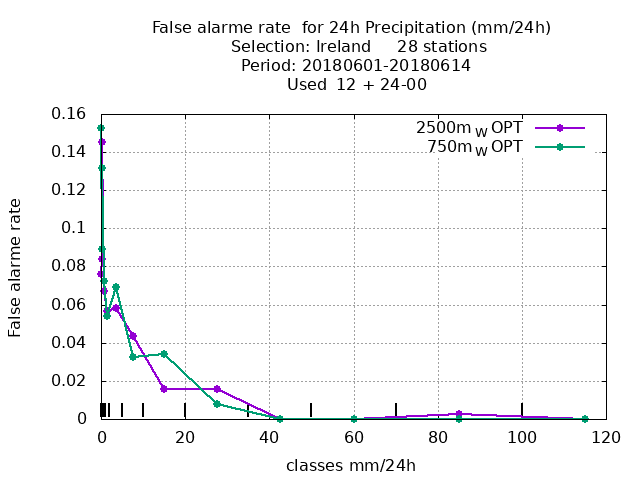 False alarme rate  for 24h Precipitation (mm/24h)
Selection: Ireland     28 stations
Period: 20180601-20180614
Used  12 + 24-00
2500m W OPT
750m W OPT
0.16
0.14
0.12
0.1
0.08
0.06
0.04
0.02
0
False alarme rate
0 20 40 60 80 100 120
classes mm/24h